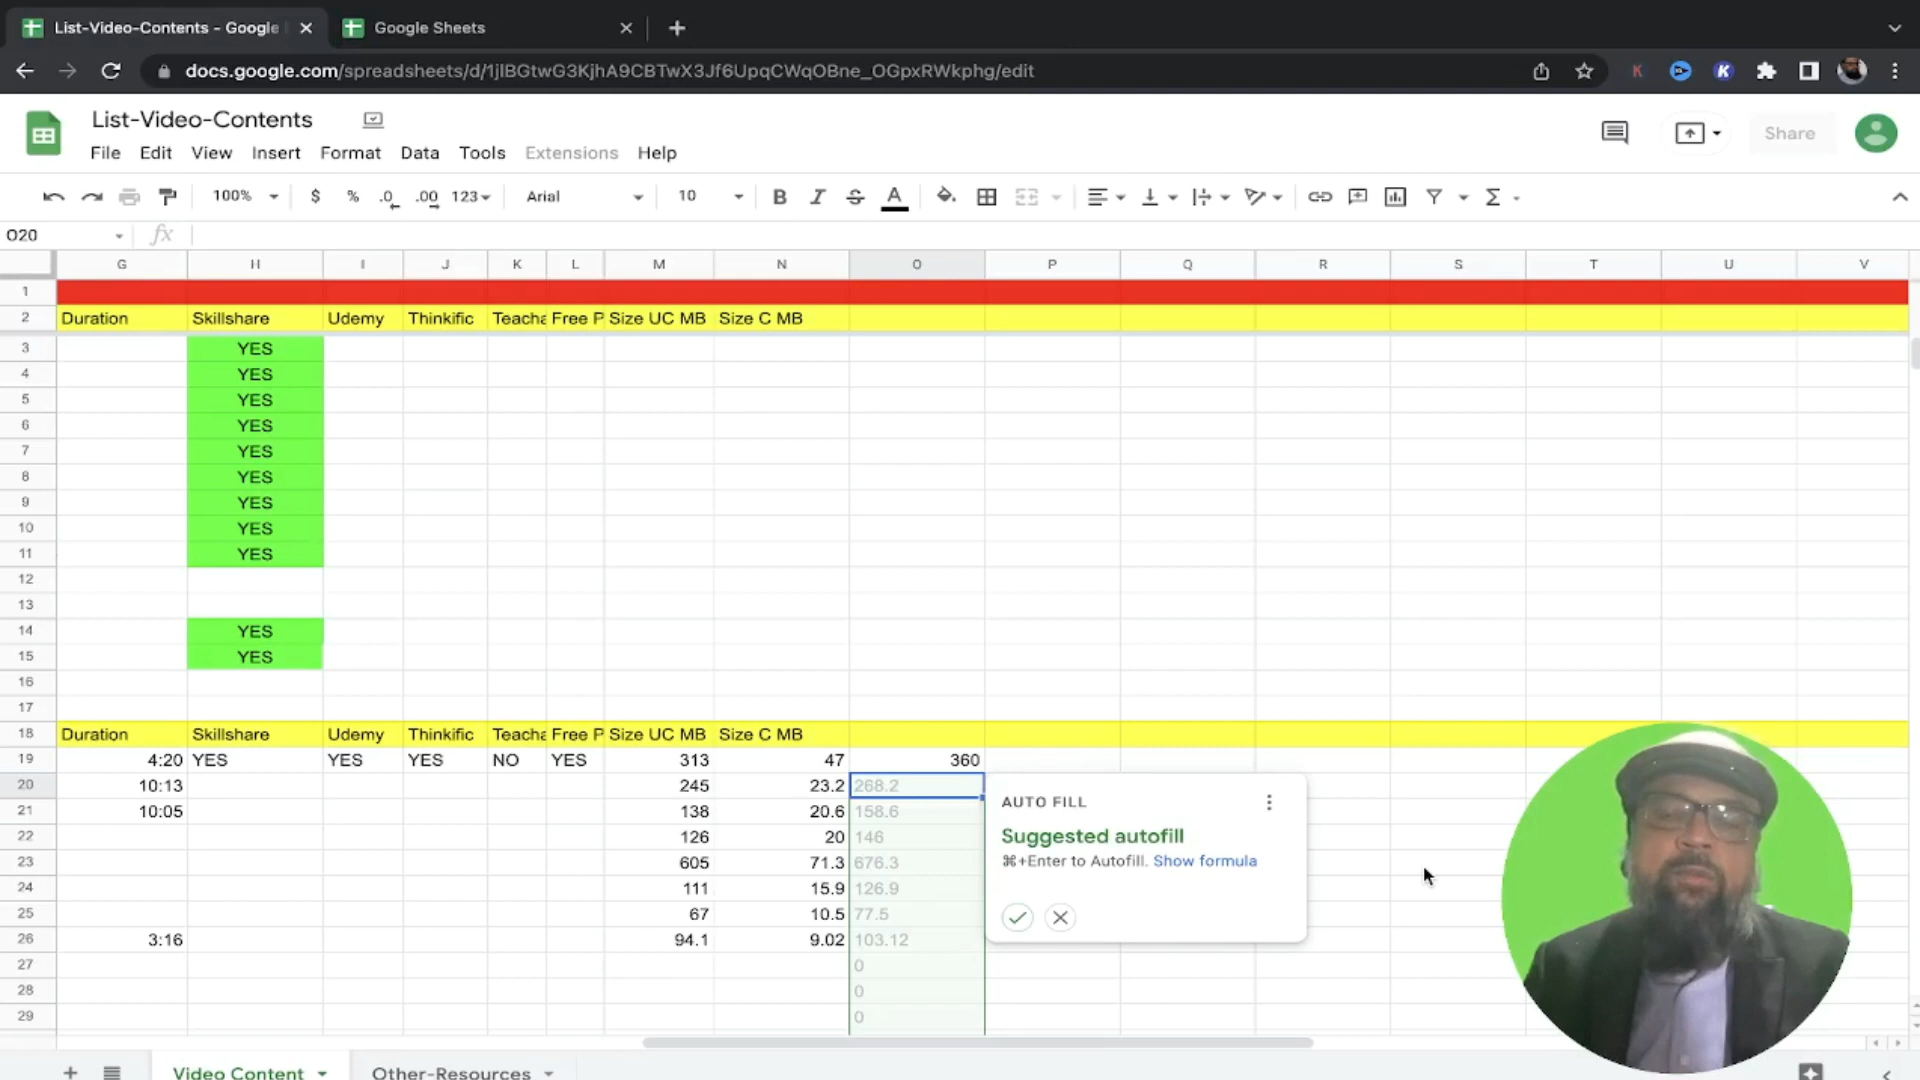 List-Video-Contents - Google
Google Sheets
docs.google.com/spreadsheets/d/1jlBGtwG3KjhA9CBTwX3Jf6UpqCWqOBne_OGpxRWkphg/edit
List-Video-Contents
Share
File Edit View Insert Format Data Tools Extensions Help
100% $ % .0 .00 123 Arial 10 B I S A Σ
O20 fx
G H I J K L M N O P Q R S T U V
1
2 Duration Skillshare Udemy Thinkific Teacha Free P Size UC MB Size C MB
3 YES
4 YES
5 YES
6 YES
7 YES
8 YES
9 YES
10 YES
11 YES
12
13
14 YES
15 YES
16
17
18 Duration Skillshare Udemy Thinkific Teacha Free P Size UC MB Size C MB
19 4:20 YES YES YES NO YES 313 47 360
20 10:13 245 23.2 268.2
21 10:05 138 20.6 158.6
22 126 20 146
23 605 71.3 676.3
24 111 15.9 126.9
25 67 10.5 77.5
26 3:16 94.1 9.02 103.12
27 0
28 0
29 0
AUTO FILL
Suggested autofill
⌘+Enter to Autofill. Show formula
Video Content Other-Resources